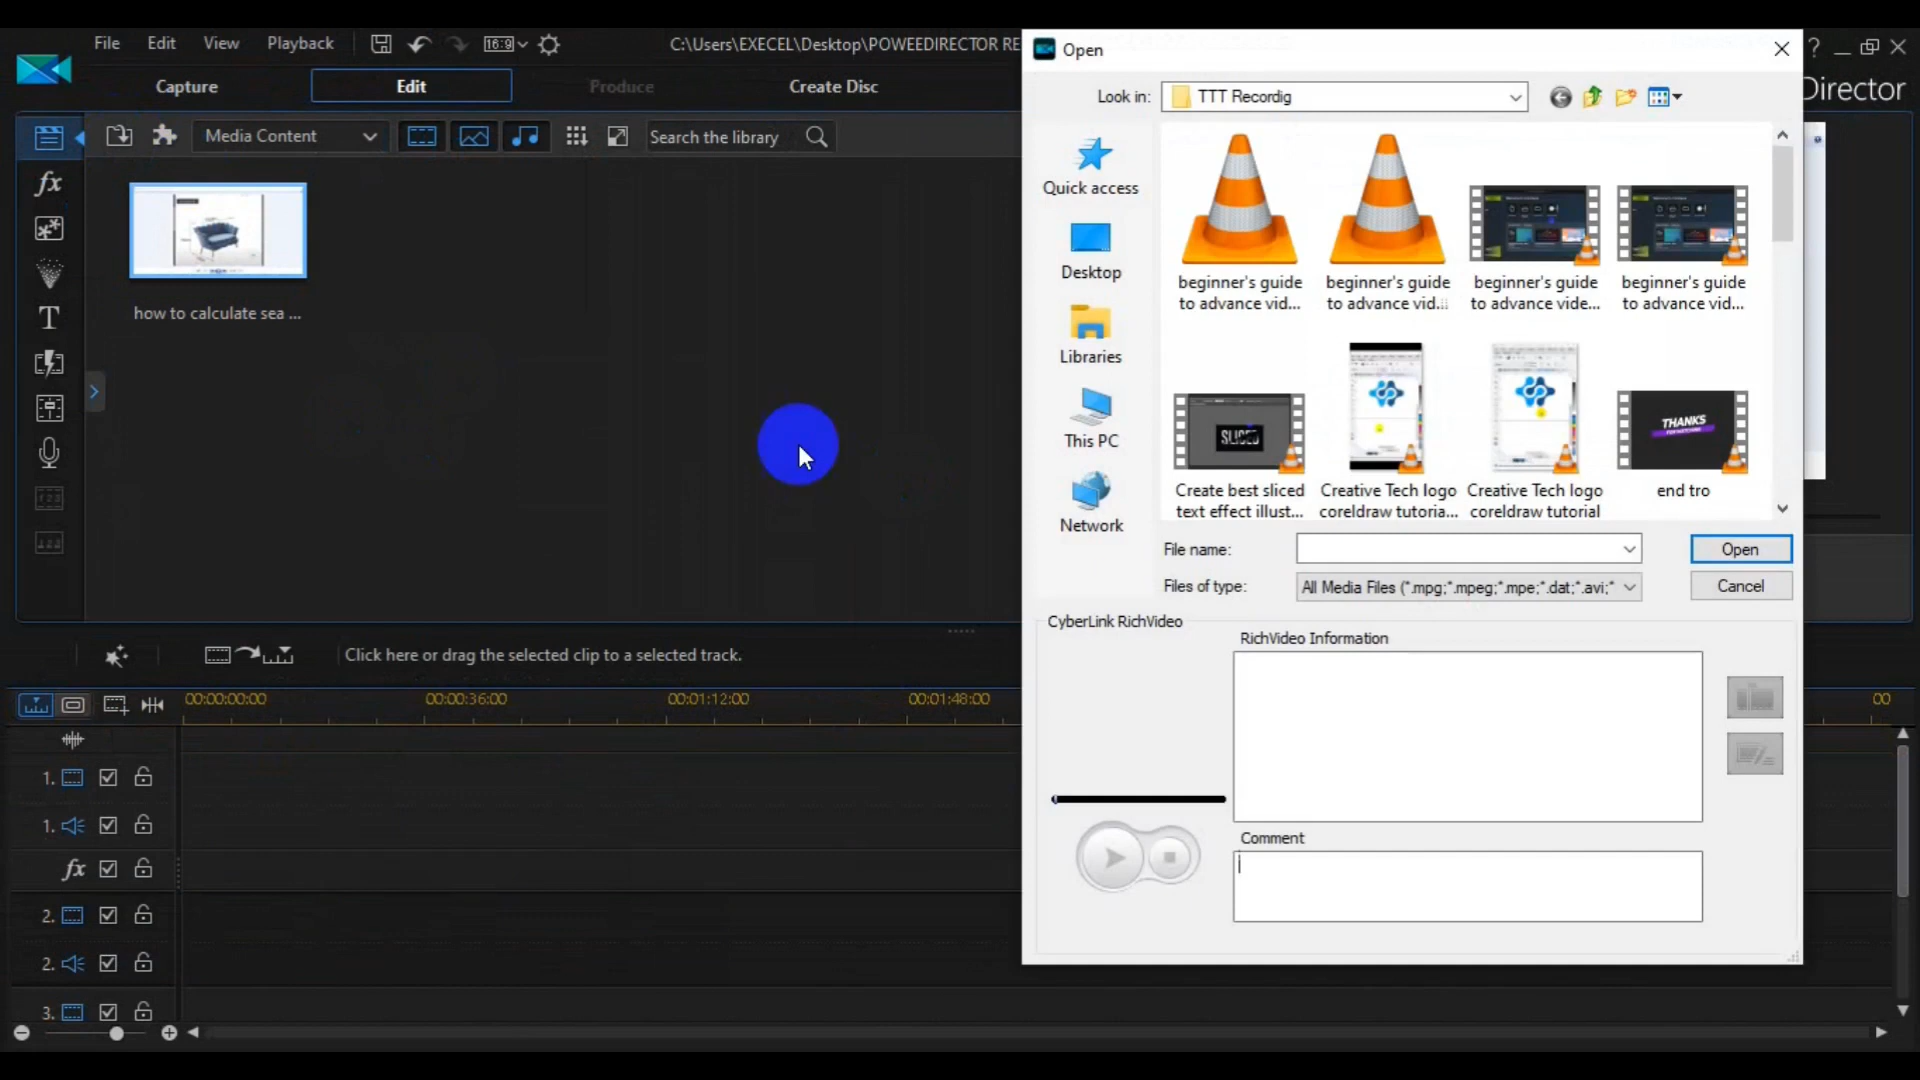 File Edit View Playback 16:9 C:\Users\EXECEL\Desktop\POWEEDIRECTOR RE
Open
?
Capture Edit Produce Create Disc
Director
Look in: TTT Recordig
Media Content Search the library
how to calculate sea ...
Quick access
Desktop
Libraries
This PC
Network
beginner's guide
to advance vid...
beginner's guide
to advance vid...
beginner's guide
to advance vide...
beginner's guide
to advance vid...
SLICED
THANKS
Create best sliced
text effect illust...
Creative Tech logo
coreldraw tutoria...
Creative Tech logo
coreldraw tutorial
end tro
File name: Open
Files of type: All Media Files (*.mpg;*.mpeg;*.mpe;*.dat;*.avi;* Cancel
CyberLink RichVideo
RichVideo Information
Comment
fx
T
Click here or drag the selected clip to a selected track.
00:00:00:00 00:00:36:00 00:01:12:00 00:01:48:00 00
1.
1.
fx
2.
2.
3.